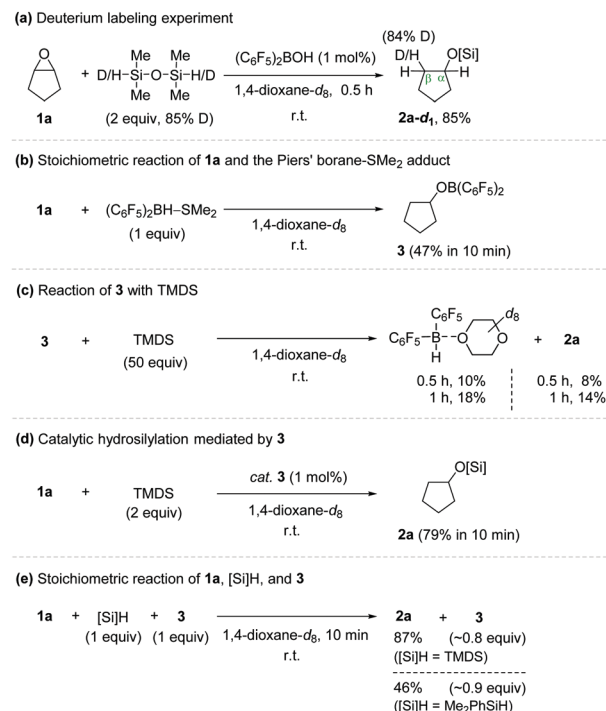 (a) Deuterium labeling experiment
(84% D)
O
Me Me
D/H–Si–O–Si–H/D
Me Me
+
(C₆F₅)₂BOH (1 mol%)
1,4-dioxane-d₈, 0.5 h
r.t.
D/H O[Si]
H β α H
1a (2 equiv, 85% D) 2a-d₁, 85%
(b) Stoichiometric reaction of 1a and the Piers' borane-SMe₂ adduct
OB(C₆F₅)₂
1a + (C₆F₅)₂BH–SMe₂
(1 equiv)
1,4-dioxane-d₈
r.t.
3 (47% in 10 min)
(c) Reaction of 3 with TMDS
C₆F₅ d₈
3 + TMDS C₆F₅–B--O O + 2a
H
(50 equiv)
1,4-dioxane-d₈
r.t.
0.5 h, 10% 0.5 h, 8%
1 h, 18% 1 h, 14%
(d) Catalytic hydrosilylation mediated by 3
O[Si]
1a + TMDS
(2 equiv)
cat. 3 (1 mol%)
1,4-dioxane-d₈
r.t.
2a (79% in 10 min)
(e) Stoichiometric reaction of 1a, [Si]H, and 3
1a + [Si]H + 3 2a + 3
(1 equiv) (1 equiv) 1,4-dioxane-d₈, 10 min 87% (~0.8 equiv)
r.t. ([Si]H = TMDS)
46% (~0.9 equiv)
([Si]H = Me₂PhSiH)